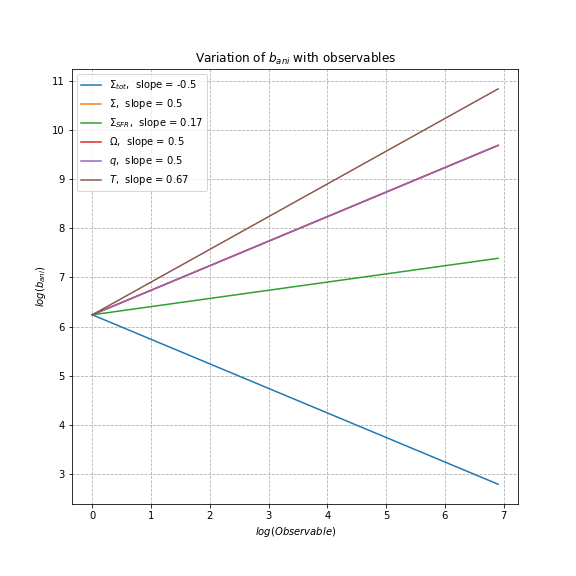 Variation of b_ani with observables
Σ_tot, slope = -0.5
Σ, slope = 0.5
Σ_SFR, slope = 0.17
Ω, slope = 0.5
q, slope = 0.5
T, slope = 0.67
11
10
9
8
7
6
5
4
3
log(b_ani)
0 1 2 3 4 5 6 7
log(Observable)